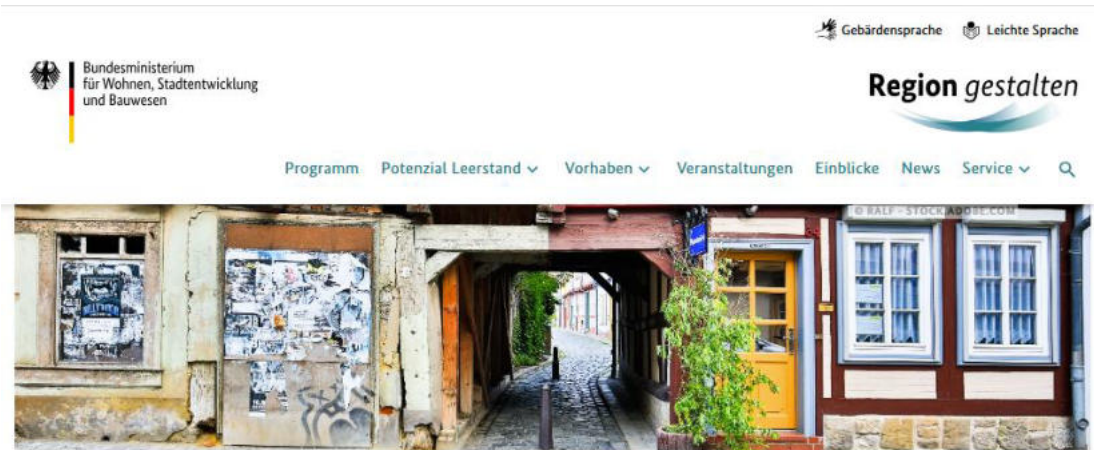 Gebärdensprache Leichte Sprache
Bundesministerium
für Wohnen, Stadtentwicklung
und Bauwesen
Region gestalten
Programm Potenzial Leerstand Vorhaben Veranstaltungen Einblicke News Service
© RALF - STOCK.ADOBE.COM